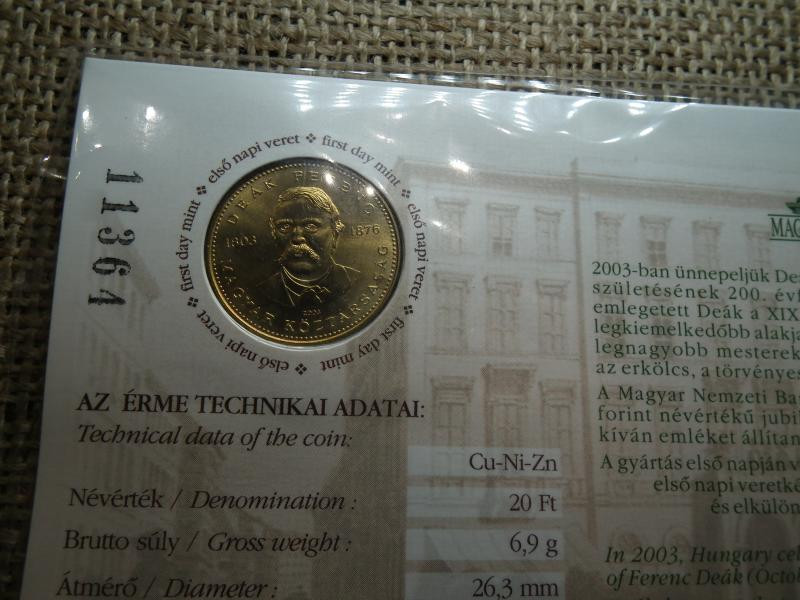 első napi veret ❖ first day mint ❖ első napi veret ❖ first day mint ❖ első napi veret ❖ first day mint ❖
11364
DEÁK FERENC
1803 1876
MAGYAR KÖZTÁRSASÁG
2003
MAG
AZ ÉRME TECHNIKAI ADATAI:
Technical data of the coin:
Cu-Ni-Zn
Névérték / Denomination : 20 Ft
Brutto súly / Gross weight : 6,9 g
Átmérő / Diameter : 26,3 mm
2003-ban ünnepeljük De
születésének 200. év
emlegetett Deák a XIX
legkiemelkedőbb alakja
legnagyobb mesterek
az erkölcs, a törvényes
A Magyar Nemzeti Ba
forint névértékű jubil
kíván emléket állítan
A gyártás első napján v
első napi veretké
és elkülön
In 2003, Hungary cel
of Ferenc Deák (Octo